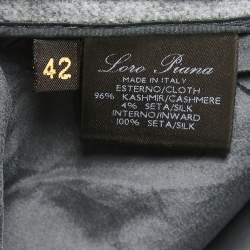 42
Loro Piana
MADE IN ITALY
ESTERNO/CLOTH
96% KASHMIR/CASHMERE
4% SETA/SILK
INTERNO/INWARD
100% SETA/SILK